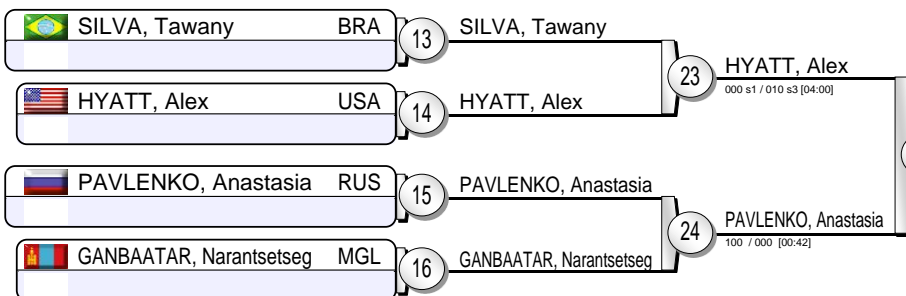 SILVA, Tawany BRA
13
SILVA, Tawany
HYATT, Alex USA
14
HYATT, Alex
23
HYATT, Alex
000 s1 / 010 s3 [04:00]
PAVLENKO, Anastasia RUS
15
PAVLENKO, Anastasia
GANBAATAR, Narantsetseg MGL
16
GANBAATAR, Narantsetseg
24
PAVLENKO, Anastasia
100 / 000 [00:42]